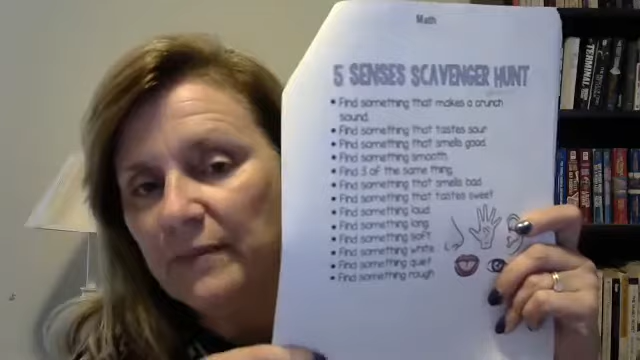 Math
5 SENSES SCAVENGER HUNT
• Find something that makes a crunch
sound.
• Find something that tastes sour
• Find something that smells good.
• Find something smooth.
• Find 3 of the same thing.
• Find something that smells bad.
• Find something that tastes sweet
• Find something loud
• Find something long
• Find something soft
• Find something white
• Find something quiet
• Find something rough
TERMINAL